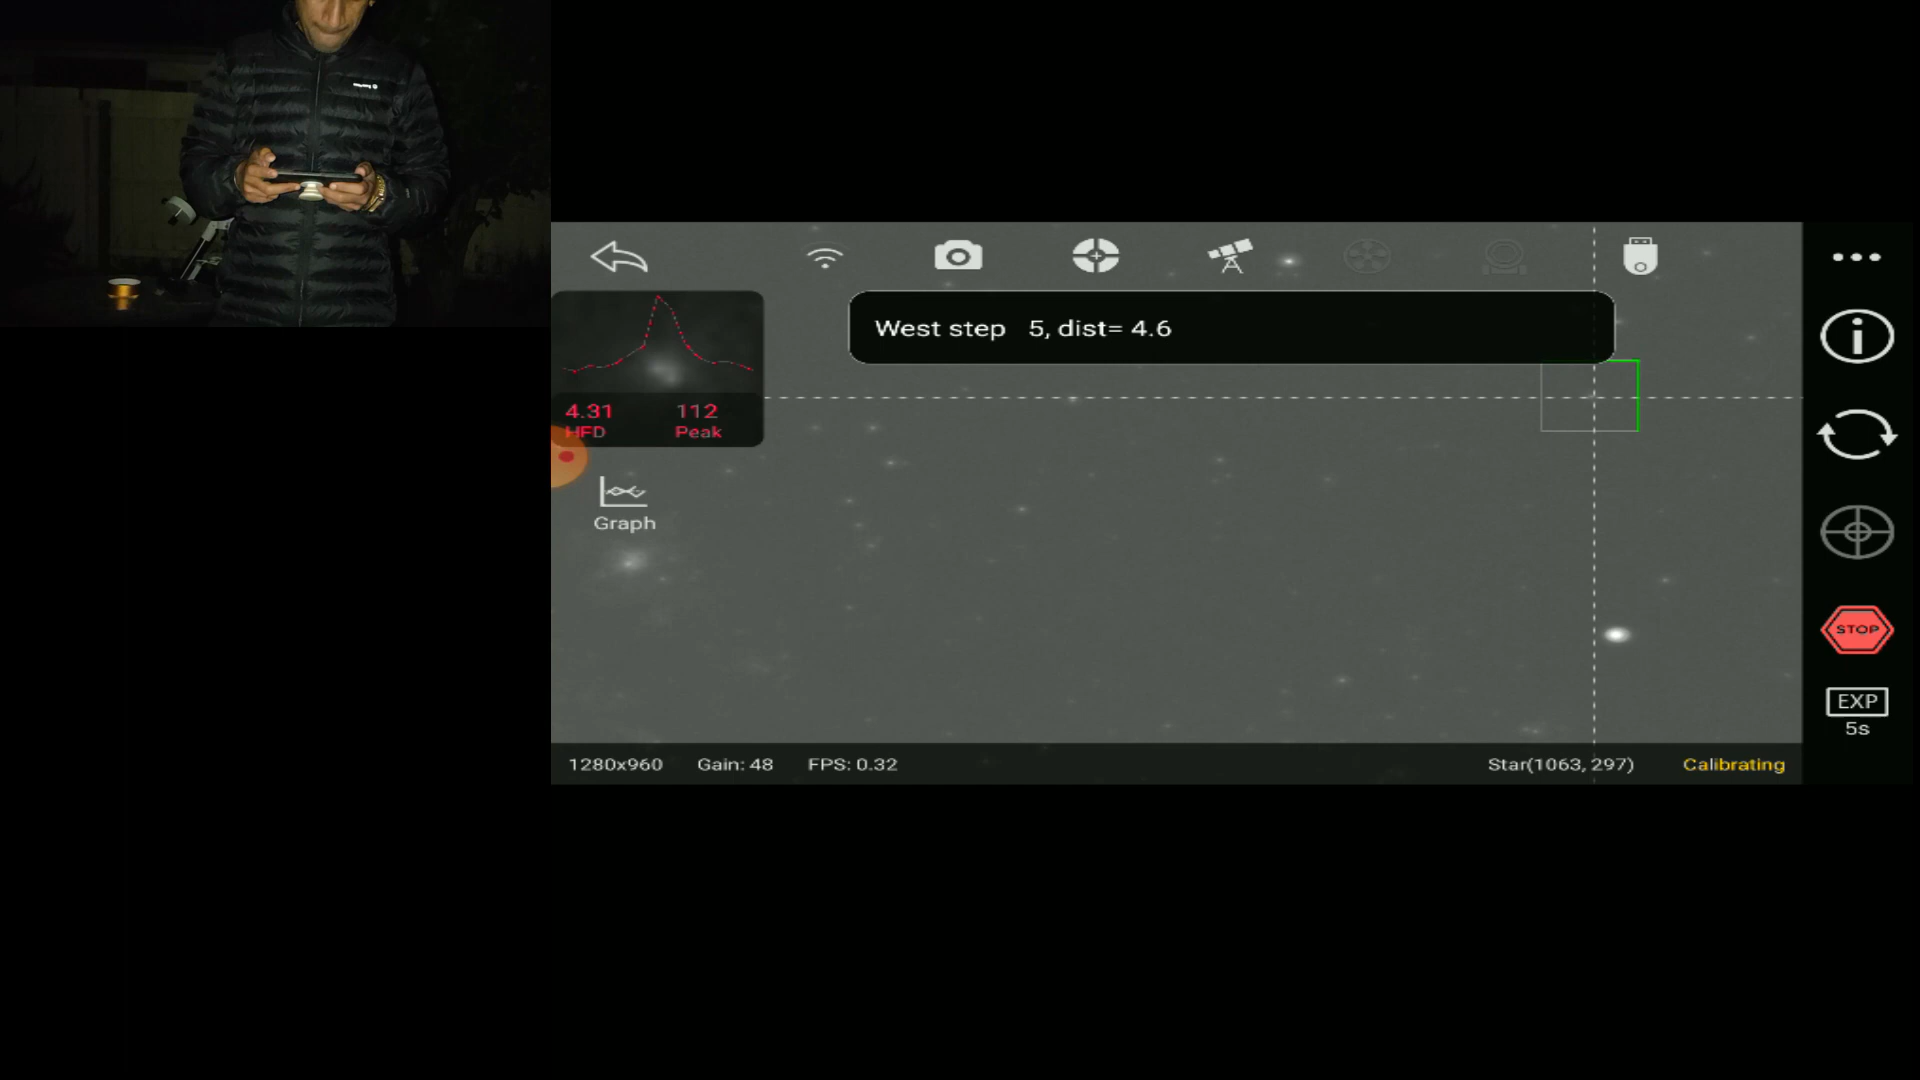 West step 5, dist= 4.6
4.31 112
HFD Peak
Graph
STOP
EXP
5s
1280x960 Gain: 48 FPS: 0.32 Star(1063, 297) Calibrating